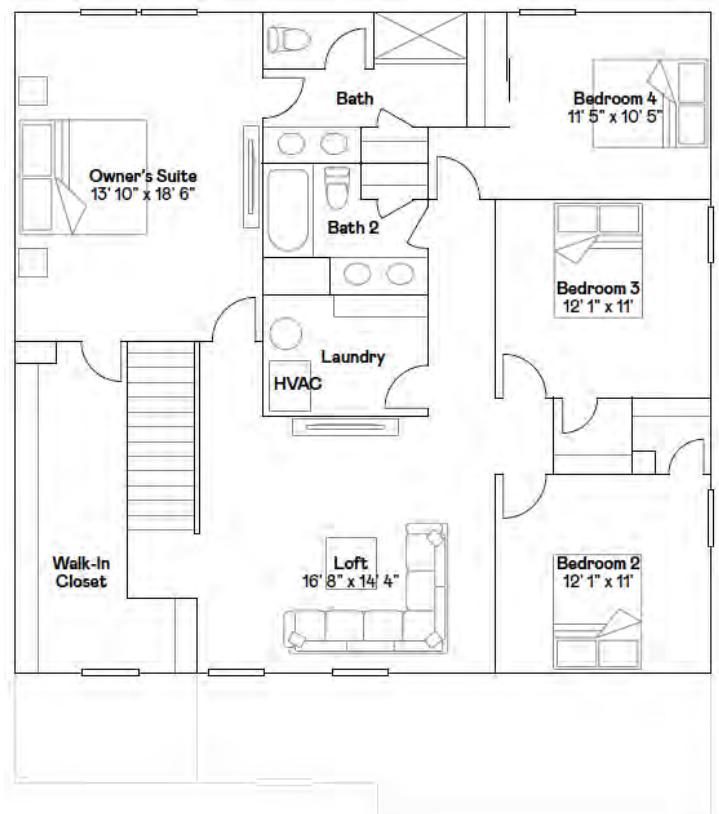 Bath
Bedroom 4
11' 5" x 10' 5"
Owner's Suite
13' 10" x 18' 6"
Bath 2
Bedroom 3
12' 1" x 11'
Laundry
HVAC
Walk-In
Closet
Loft
16' 8" x 14' 4"
Bedroom 2
12' 1" x 11'